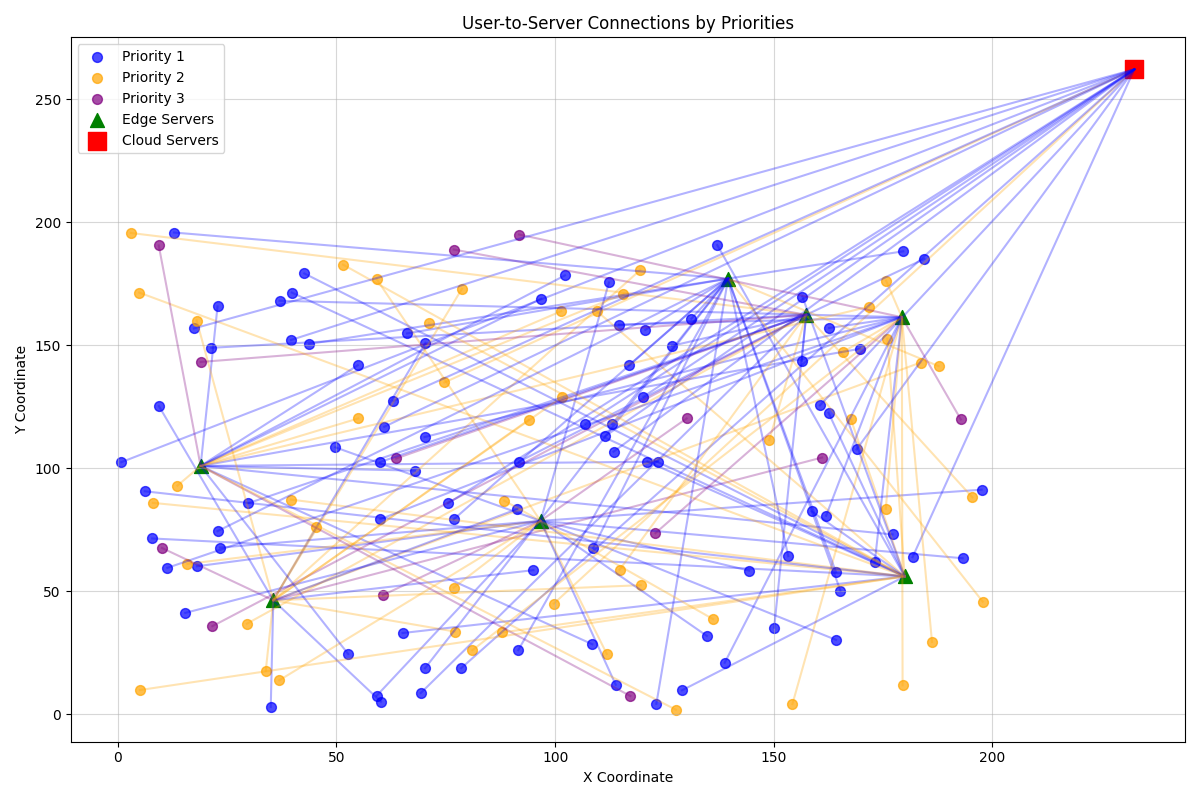 User-to-Server Connections by Priorities
Priority 1
Priority 2
Priority 3
Edge Servers
Cloud Servers
Y Coordinate
250
200
150
100
50
0
0 50 100 150 200
X Coordinate